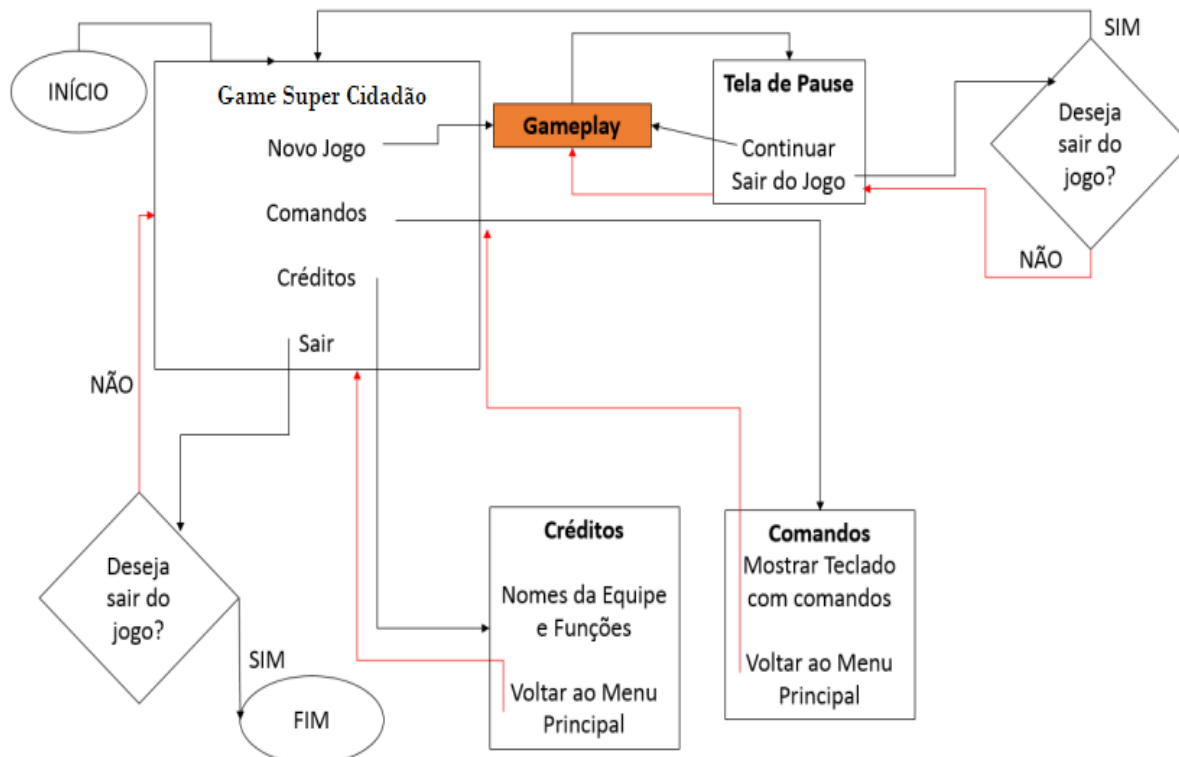 INÍCIO
Game Super Cidadão
Novo Jogo
Comandos
Créditos
Sair
Gameplay
Tela de Pause
Continuar
Sair do Jogo
SIM
Deseja
sair do
jogo?
NÃO
NÃO
Deseja
sair do
jogo?
SIM
FIM
Créditos
Nomes da Equipe
e Funções
Voltar ao Menu
Principal
Comandos
Mostrar Teclado
com comandos
Voltar ao Menu
Principal